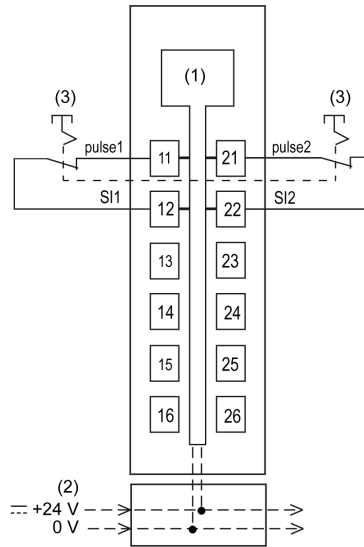 (1)
(3) (3)
pulse1 11 21 pulse2
SI1 12 22 SI2
13 23
14 24
15 25
16 26
(2)
+24 V
0 V